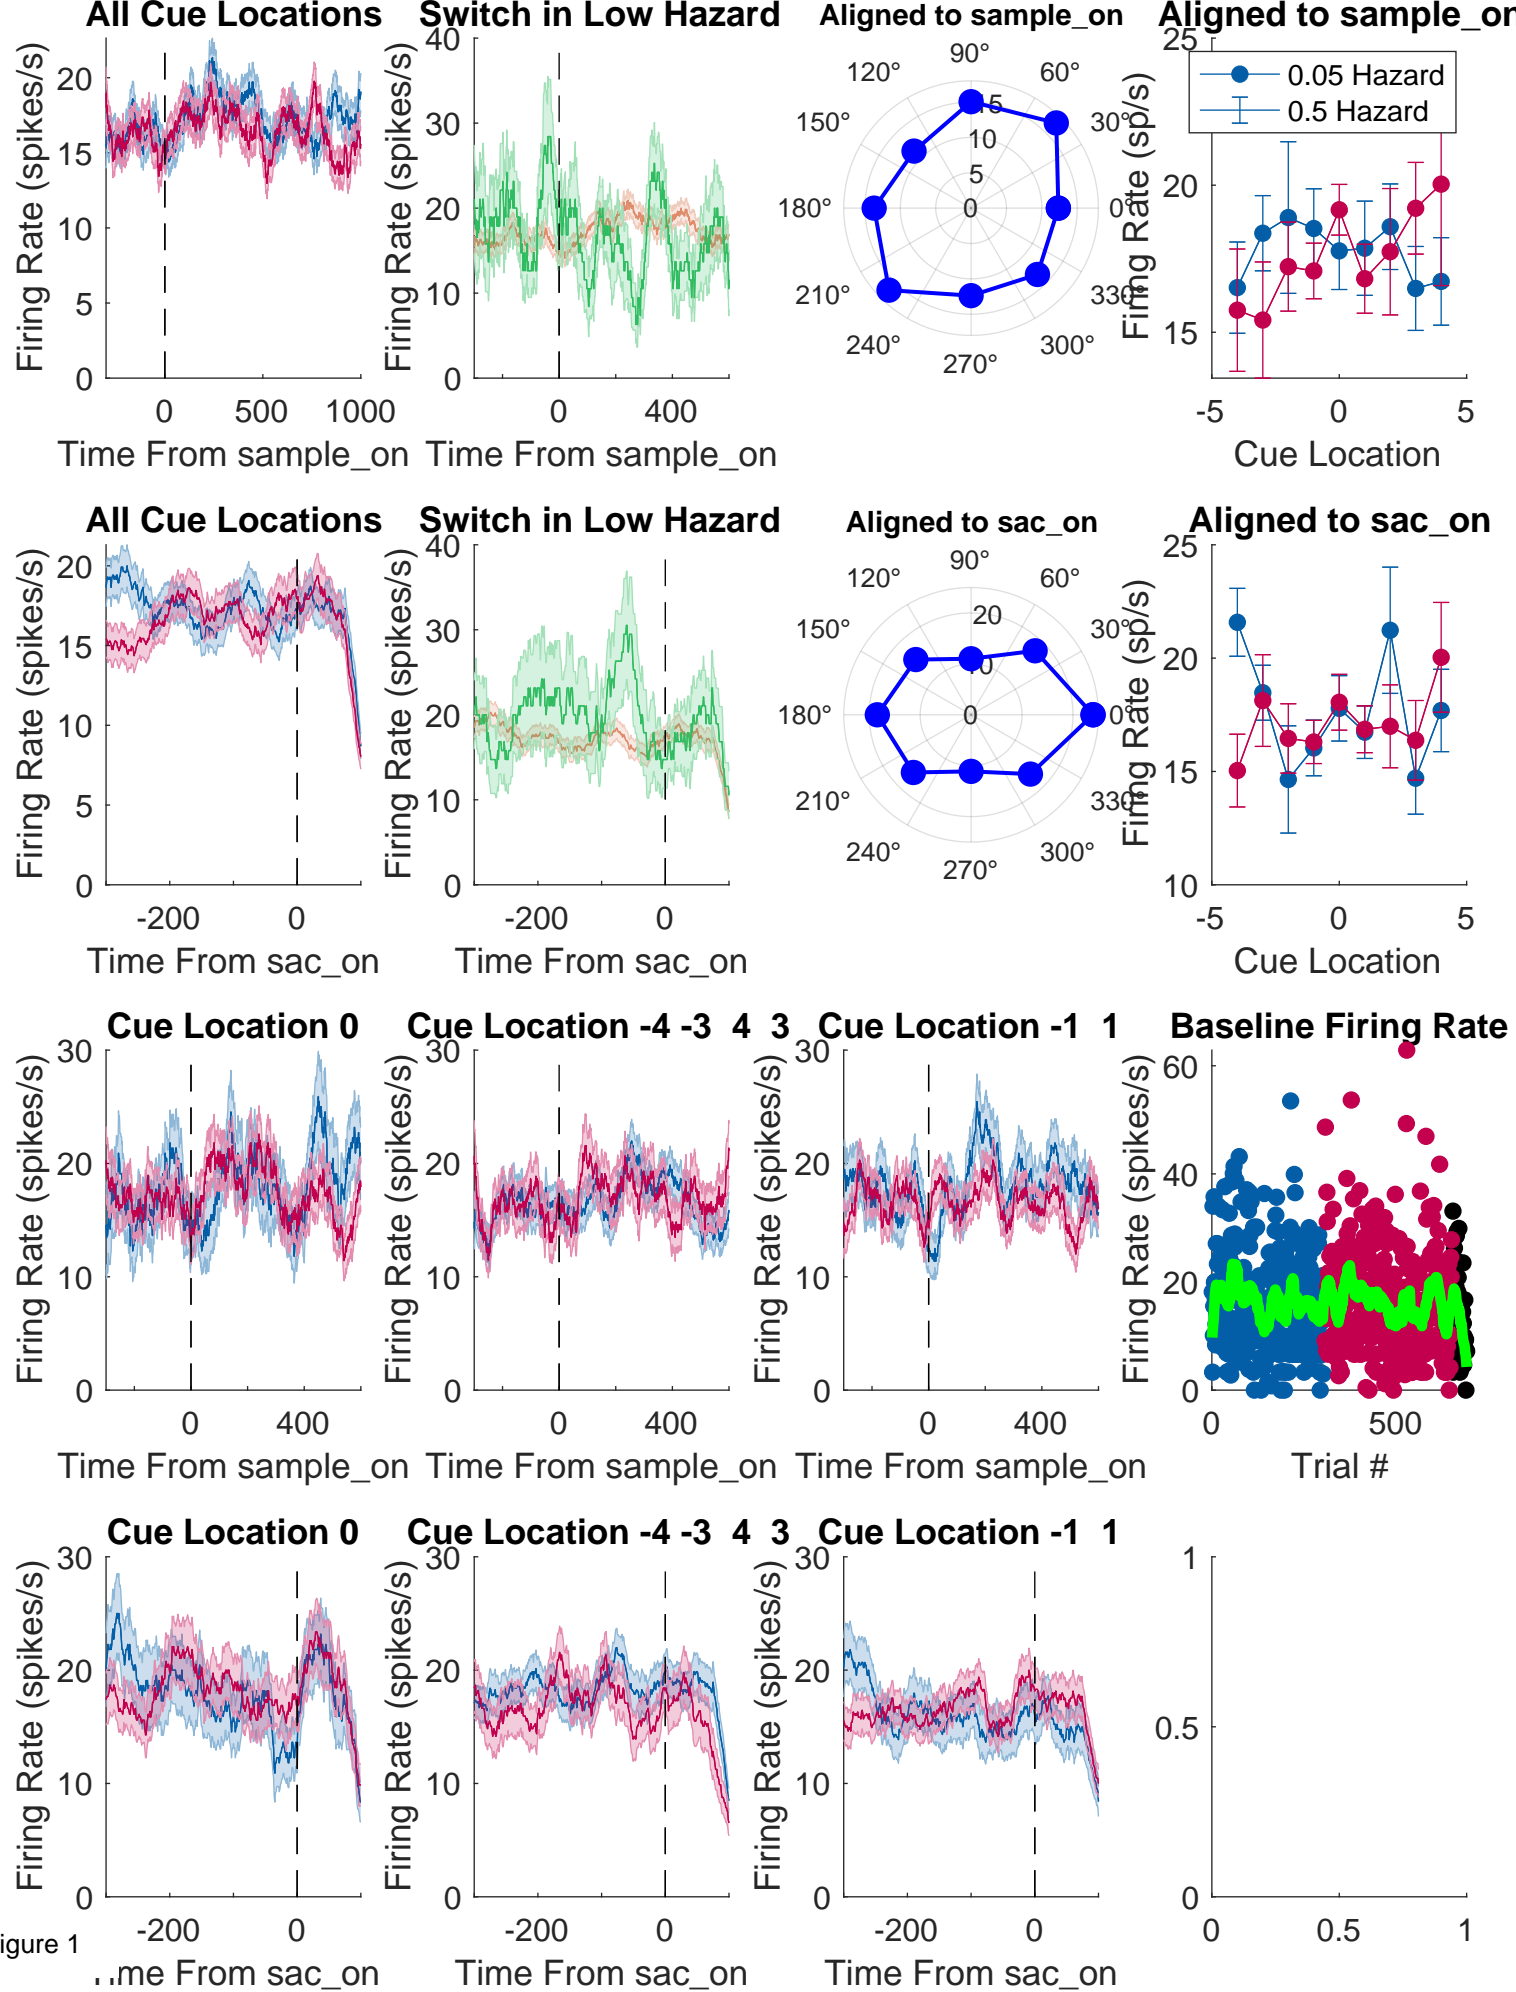 All Cue Locations
Switch in Low Hazard
Aligned to sample_on
Aligned to sample_on
Firing Rate (spikes/s)
20
15
10
5
0
0
500
1000
Time From sample_on
Firing Rate (spikes/s)
40
30
20
10
0
0
400
Time From sample_on
90°
120°
60°
150°
30°
180°
0°
210°
330°
240°
300°
270°
15
10
5
0
Firing Rate (sp/s)
25
20
15
0.05 Hazard
0.5 Hazard
-5
0
5
Cue Location
All Cue Locations
Switch in Low Hazard
Aligned to sac_on
Aligned to sac_on
Firing Rate (spikes/s)
20
15
10
5
0
-200
0
Time From sac_on
Firing Rate (spikes/s)
40
30
20
10
0
-200
0
Time From sac_on
90°
120°
60°
150°
30°
180°
0°
210°
330°
240°
300°
270°
20
10
0
Firing Rate (sp/s)
25
20
15
10
-5
0
5
Cue Location
Cue Location 0
Cue Location -4 -3  4  3
Cue Location -1  1
Baseline Firing Rate
Firing Rate (spikes/s)
30
20
10
0
0
400
Time From sample_on
Firing Rate (spikes/s)
30
20
10
0
0
400
Time From sample_on
Firing Rate (spikes/s)
30
20
10
0
0
400
Time From sample_on
Firing Rate (spikes/s)
60
40
20
0
0
500
Trial #
Cue Location 0
Cue Location -4 -3  4  3
Cue Location -1  1
Firing Rate (spikes/s)
30
20
10
0
-200
0
Time From sac_on
Firing Rate (spikes/s)
30
20
10
0
-200
0
Time From sac_on
Firing Rate (spikes/s)
30
20
10
0
-200
0
Time From sac_on
1
0.5
0
0
0.5
1
igure 1